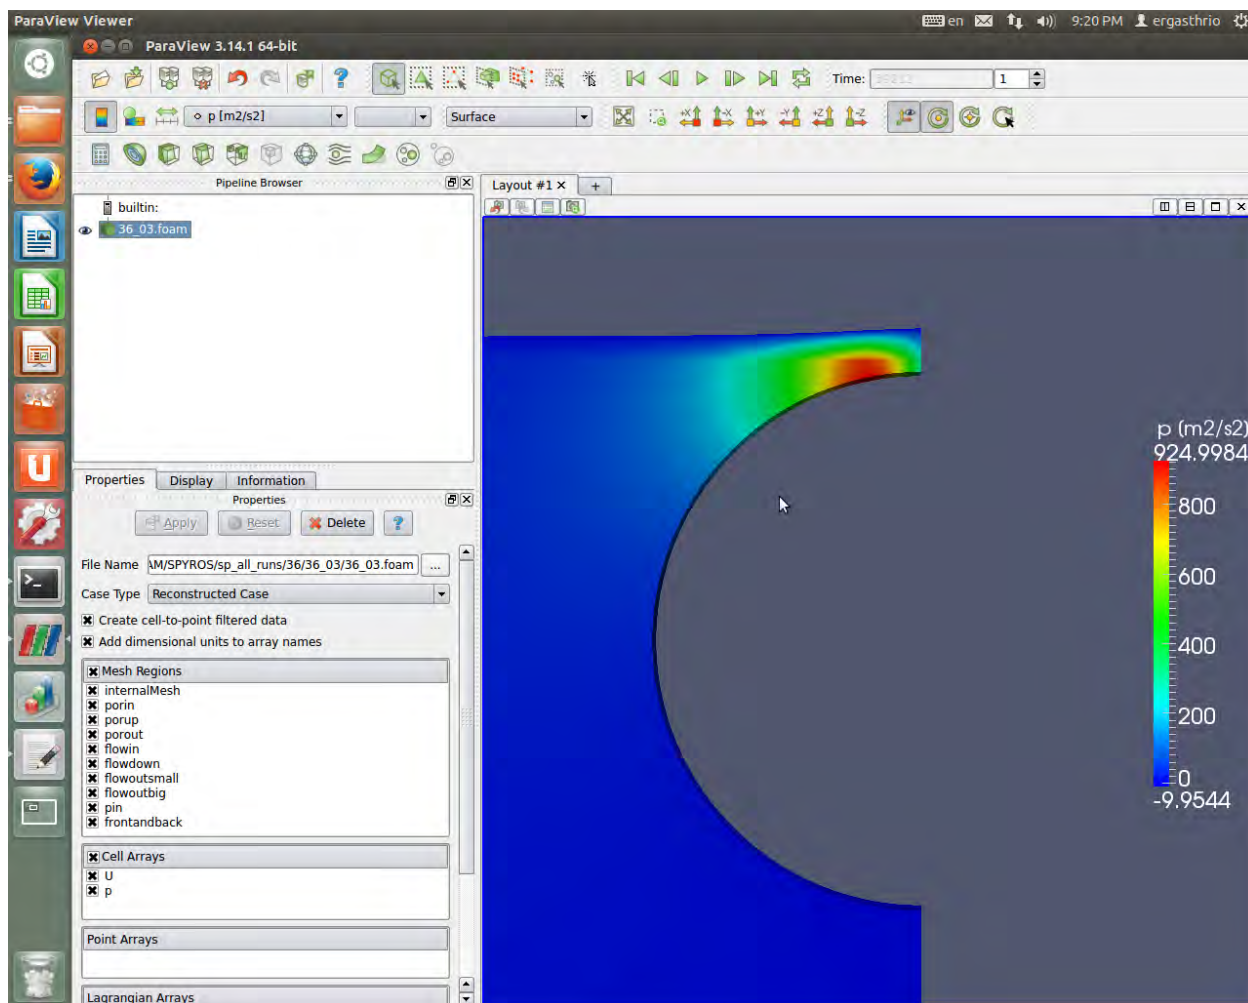 ParaView Viewer
en 9:20 PM ergasthrio
ParaView 3.14.1 64-bit
Time: 1
p [m2/s2] Surface
Pipeline Browser
builtin:
36_03.foam
Layout #1 × +
Properties Display Information
Properties
Apply Reset Delete ?
File Name AM/SPYROS/sp_all_runs/36/36_03/36_03.foam ...
Case Type Reconstructed Case
Create cell-to-point filtered data
Add dimensional units to array names
Mesh Regions
internalMesh
porin
porup
porout
flowin
flowdown
flowoutsmall
flowoutbig
pin
frontandback
Cell Arrays
U
p
Point Arrays
Lagrangian Arrays
p (m2/s2)
924.9984
800
600
400
200
0
-9.9544